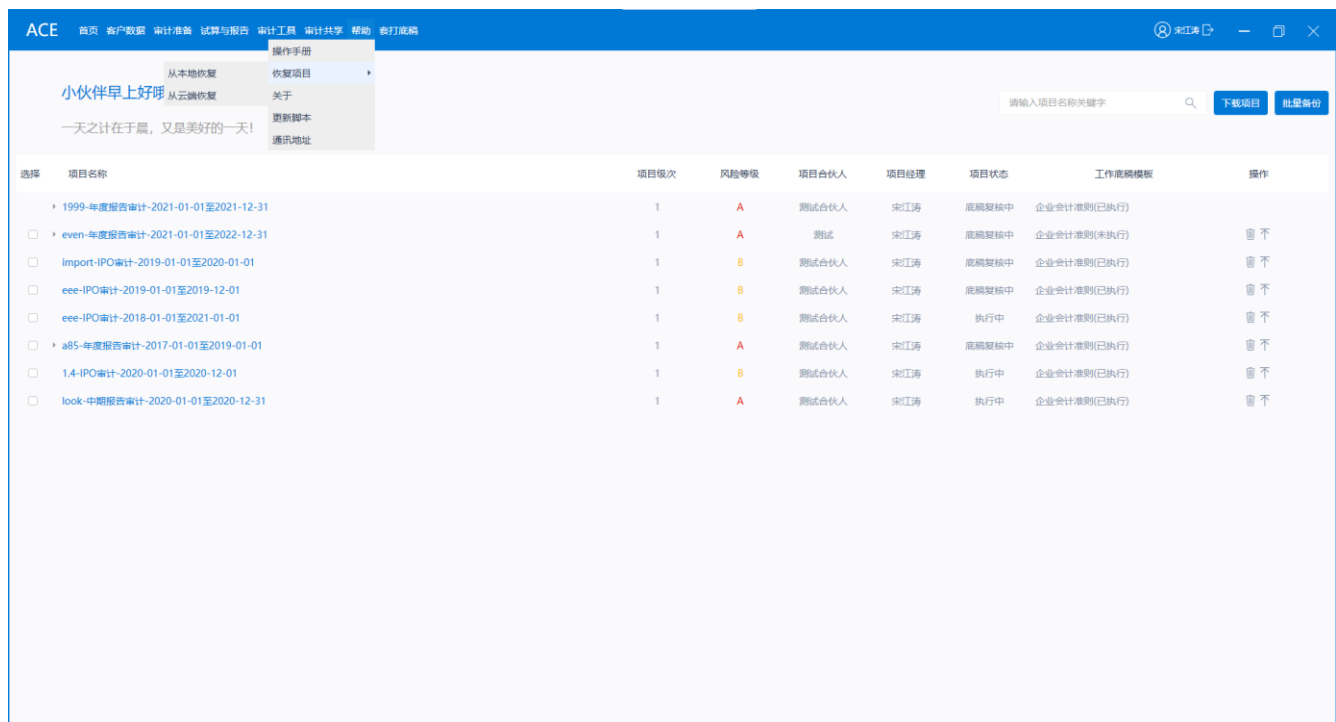 ACE 首页 客户数据 审计准备 试算与报告 审计工具 审计共享 帮助 套打底稿 宋江涛
操作手册
从本地恢复 恢复项目
小伙伴早上好哦 从云端恢复 关于 请输入项目名称关键字 下载项目 批量备份
更新脚本
一天之计在于晨，又是美好的一天！ 通讯地址
选择 项目名称 项目级次 风险等级 项目合伙人 项目经理 项目状态 工作底稿模板 操作
1999-年度报告审计-2021-01-01至2021-12-31 1 A 测试合伙人 宋江涛 底稿复核中 企业会计准则(已执行)
even-年度报告审计-2021-01-01至2022-12-31 1 A 测试 宋江涛 底稿复核中 企业会计准则(未执行)
import-IPO审计-2019-01-01至2020-01-01 1 B 测试合伙人 宋江涛 底稿复核中 企业会计准则(已执行)
eee-IPO审计-2019-01-01至2019-12-01 1 B 测试合伙人 宋江涛 底稿复核中 企业会计准则(已执行)
eee-IPO审计-2018-01-01至2021-01-01 1 B 测试合伙人 宋江涛 执行中 企业会计准则(已执行)
a85-年度报告审计-2017-01-01至2019-01-01 1 A 测试合伙人 宋江涛 底稿复核中 企业会计准则(已执行)
1.4-IPO审计-2020-01-01至2020-12-01 1 B 测试合伙人 宋江涛 执行中 企业会计准则(已执行)
look-中期报告审计-2020-01-01至2020-12-31 1 A 测试合伙人 宋江涛 执行中 企业会计准则(已执行)